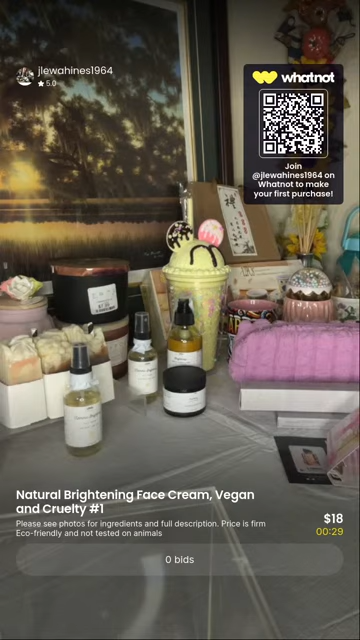 jlewahines1964
5.0
whatnot
Join
@jlewahines1964 on
Whatnot to make
your first purchase!
Natural Brightening Face Cream, Vegan
and Cruelty #1
Please see photos for ingredients and full description. Price is firm
Eco-friendly and not tested on animals
$18
00:29
0 bids